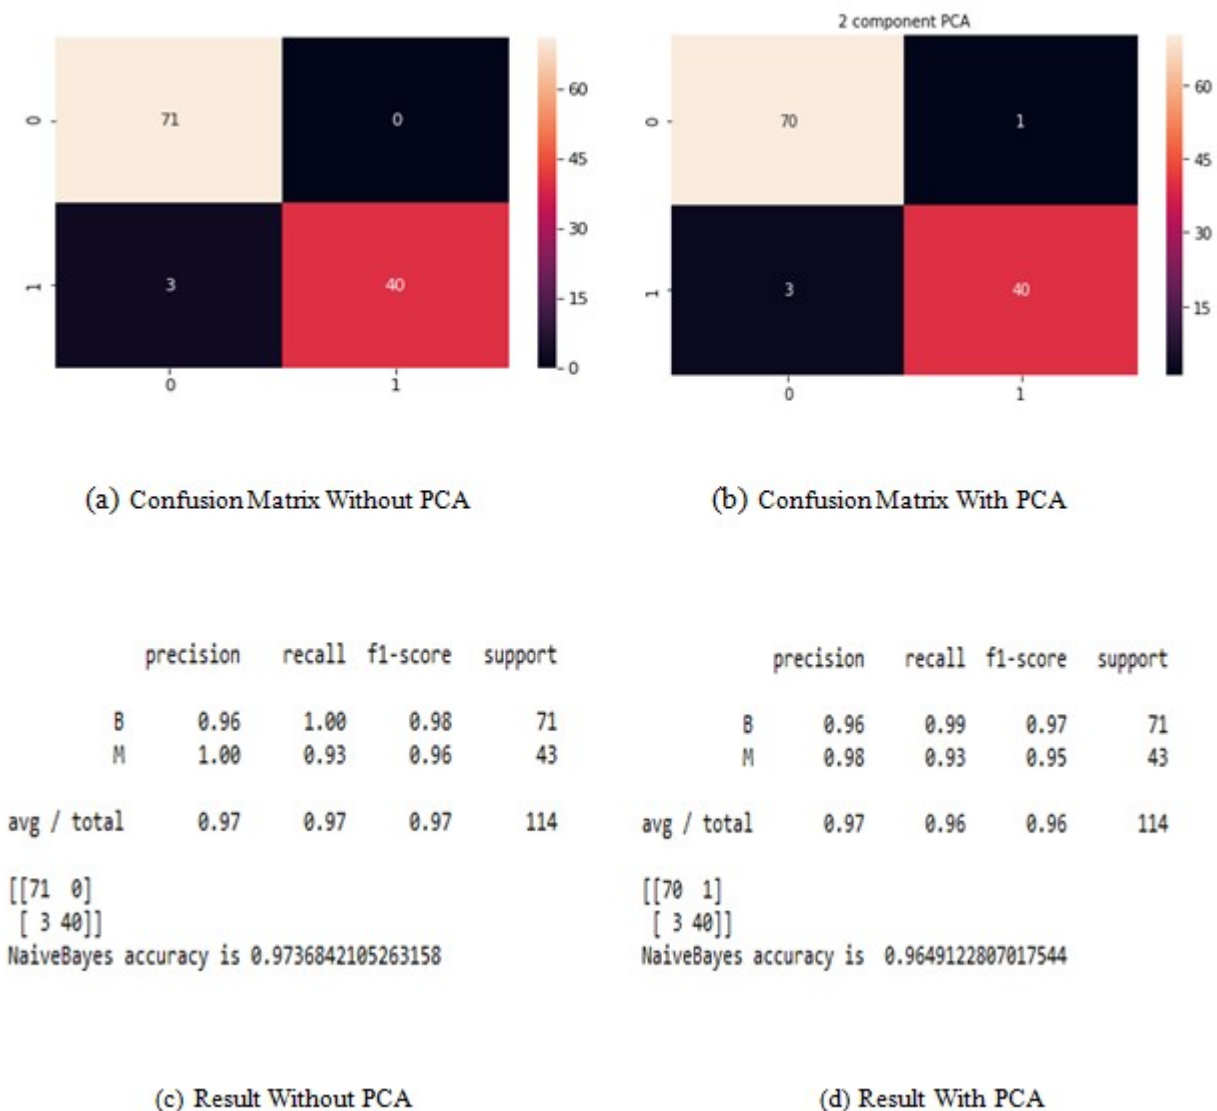 2 component PCA
0
71
0
1
3
40
0
1
60
45
30
15
0
0
70
1
1
3
40
0
1
60
45
30
15
(a) Confusion Matrix Without PCA
(b) Confusion Matrix With PCA
precision recall f1-score support
B 0.96 1.00 0.98 71
M 1.00 0.93 0.96 43
avg / total 0.97 0.97 0.97 114
[[71 0]
[ 3 40]]
NaiveBayes accuracy is 0.9736842105263158
precision recall f1-score support
B 0.96 0.99 0.97 71
M 0.98 0.93 0.95 43
avg / total 0.97 0.96 0.96 114
[[70 1]
[ 3 40]]
NaiveBayes accuracy is 0.9649122807017544
(c) Result Without PCA
(d) Result With PCA